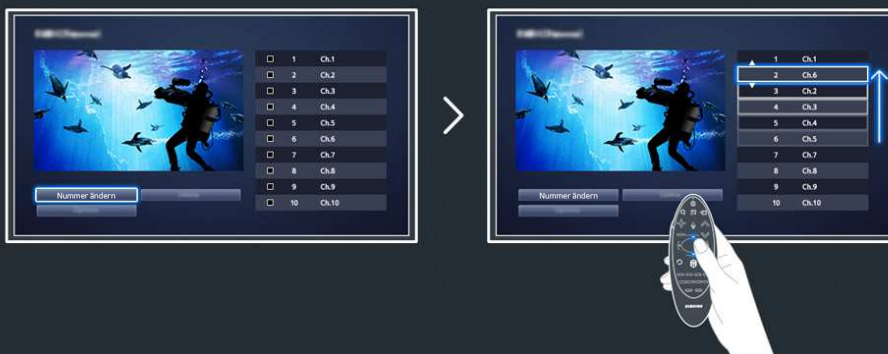 1 Ch.1
2 Ch.2
3 Ch.3
4 Ch.4
5 Ch.5
6 Ch.6
7 Ch.7
8 Ch.8
9 Ch.9
10 Ch.10
Nummer ändern
1 Ch.1
2 Ch.6
3 Ch.2
4 Ch.3
5 Ch.4
6 Ch.5
7 Ch.7
8 Ch.8
9 Ch.9
10 Ch.10
Nummer ändern
SAMSUNG